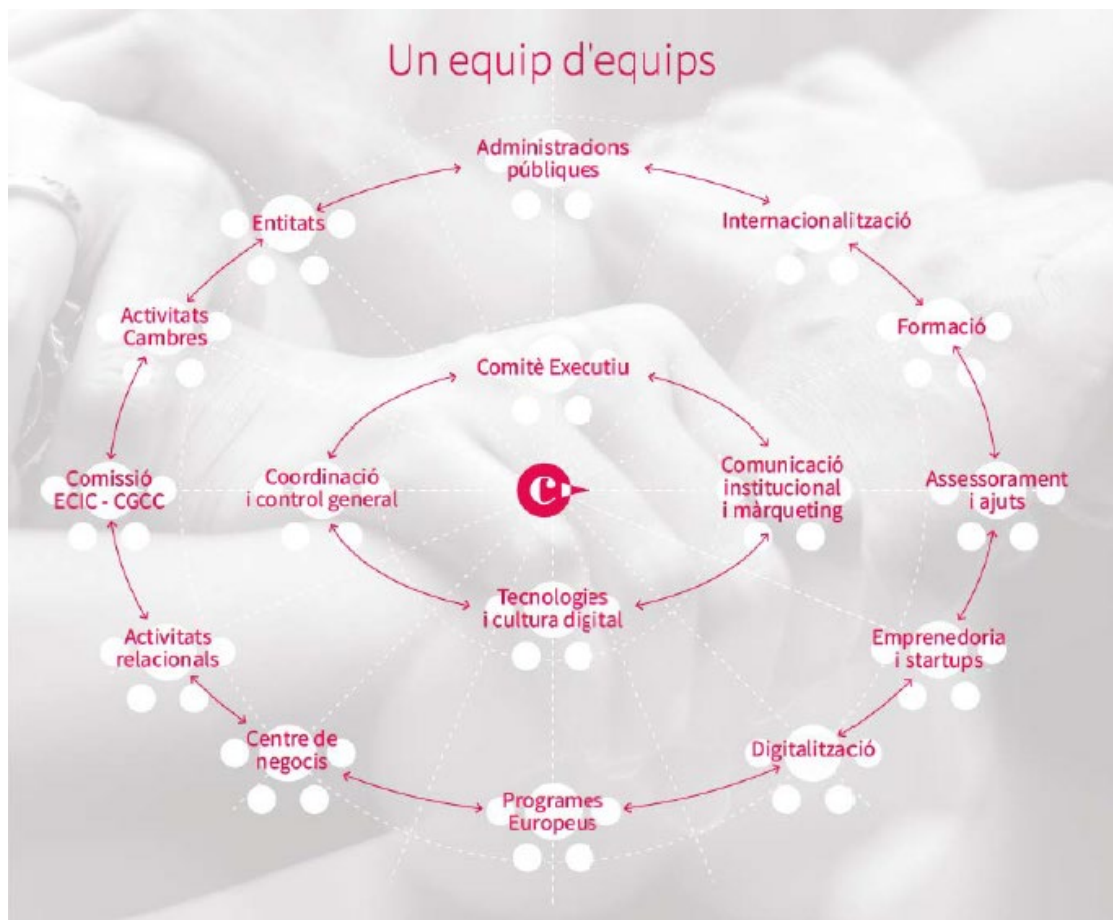 Un equip d'equips
Administracions
públiques
Entitats
Internacionalització
Activitats
Cambres
Formació
Comitè Executiu
Comissió
ECIC - CGCC
Coordinació
i control general
c
Comunicació
institucional
i màrqueting
Assessorament
i ajuts
Tecnologies
i cultura digital
Activitats
relacionals
Emprenedoria
i startups
Centre de
negocis
Digitalització
Programes
Europeus